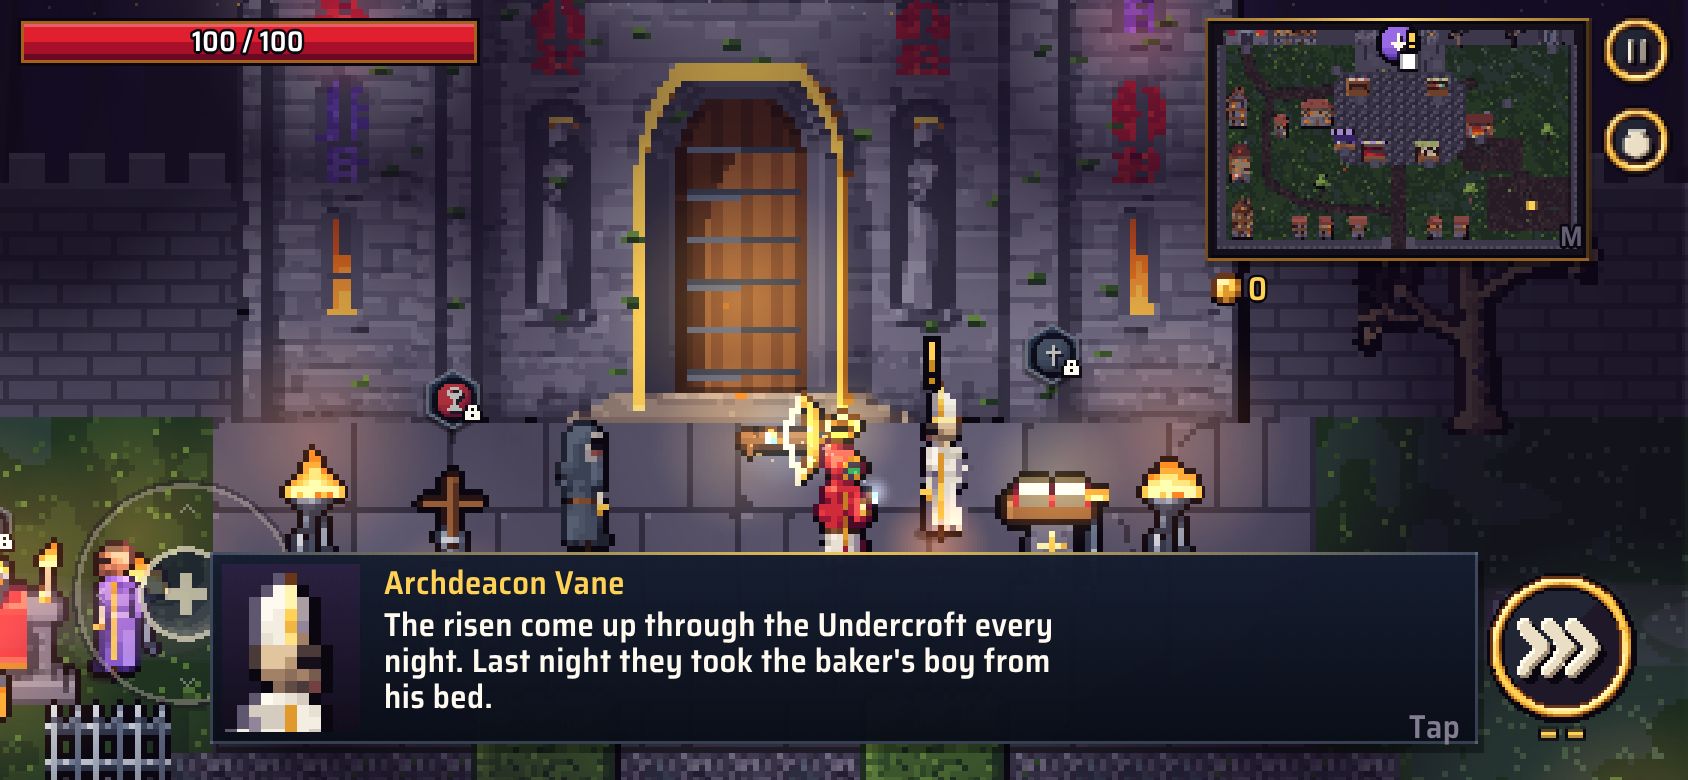 100 / 100
M
0
Archdeacon Vane
The risen come up through the Undercroft every
night. Last night they took the baker's boy from
his bed.
Tap